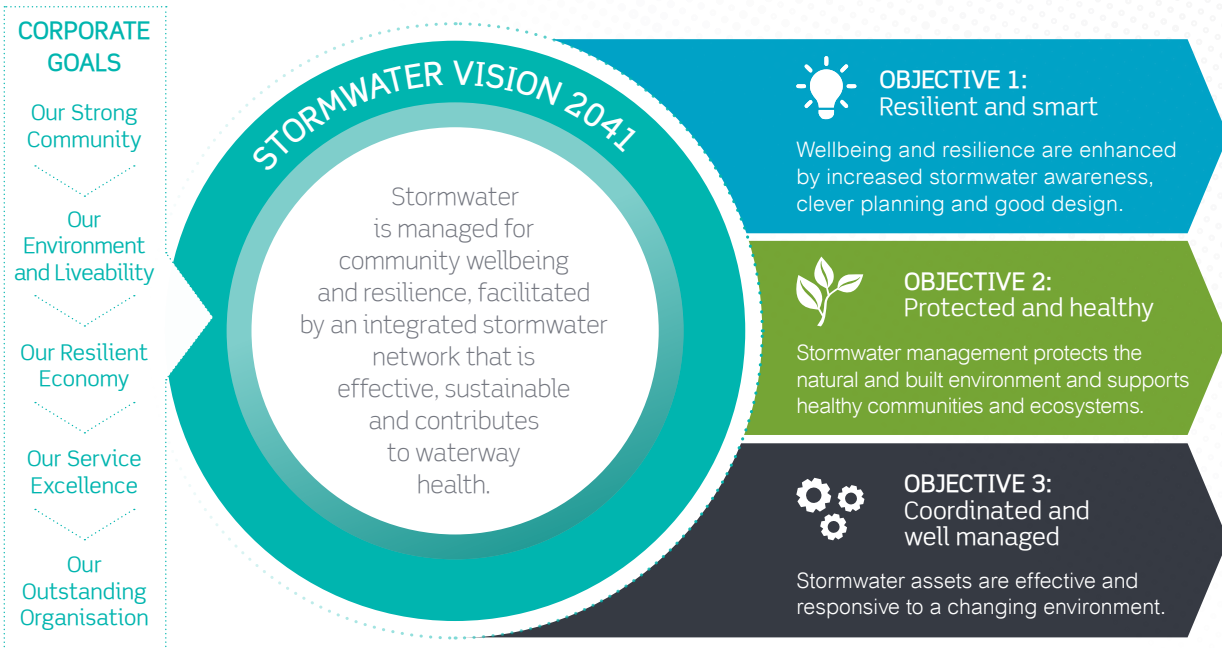 CORPORATE
GOALS
Our Strong
Community
Our
Environment
and Liveability
Our Resilient
Economy
Our Service
Excellence
Our
Outstanding
Organisation
STORMWATER VISION 2041
Stormwater
is managed for
community wellbeing
and resilience, facilitated
by an integrated stormwater
network that is
effective, sustainable
and contributes
to waterway
health.
OBJECTIVE 1:
Resilient and smart
Wellbeing and resilience are enhanced
by increased stormwater awareness,
clever planning and good design.
OBJECTIVE 2:
Protected and healthy
Stormwater management protects the
natural and built environment and supports
healthy communities and ecosystems.
OBJECTIVE 3:
Coordinated and
well managed
Stormwater assets are effective and
responsive to a changing environment.